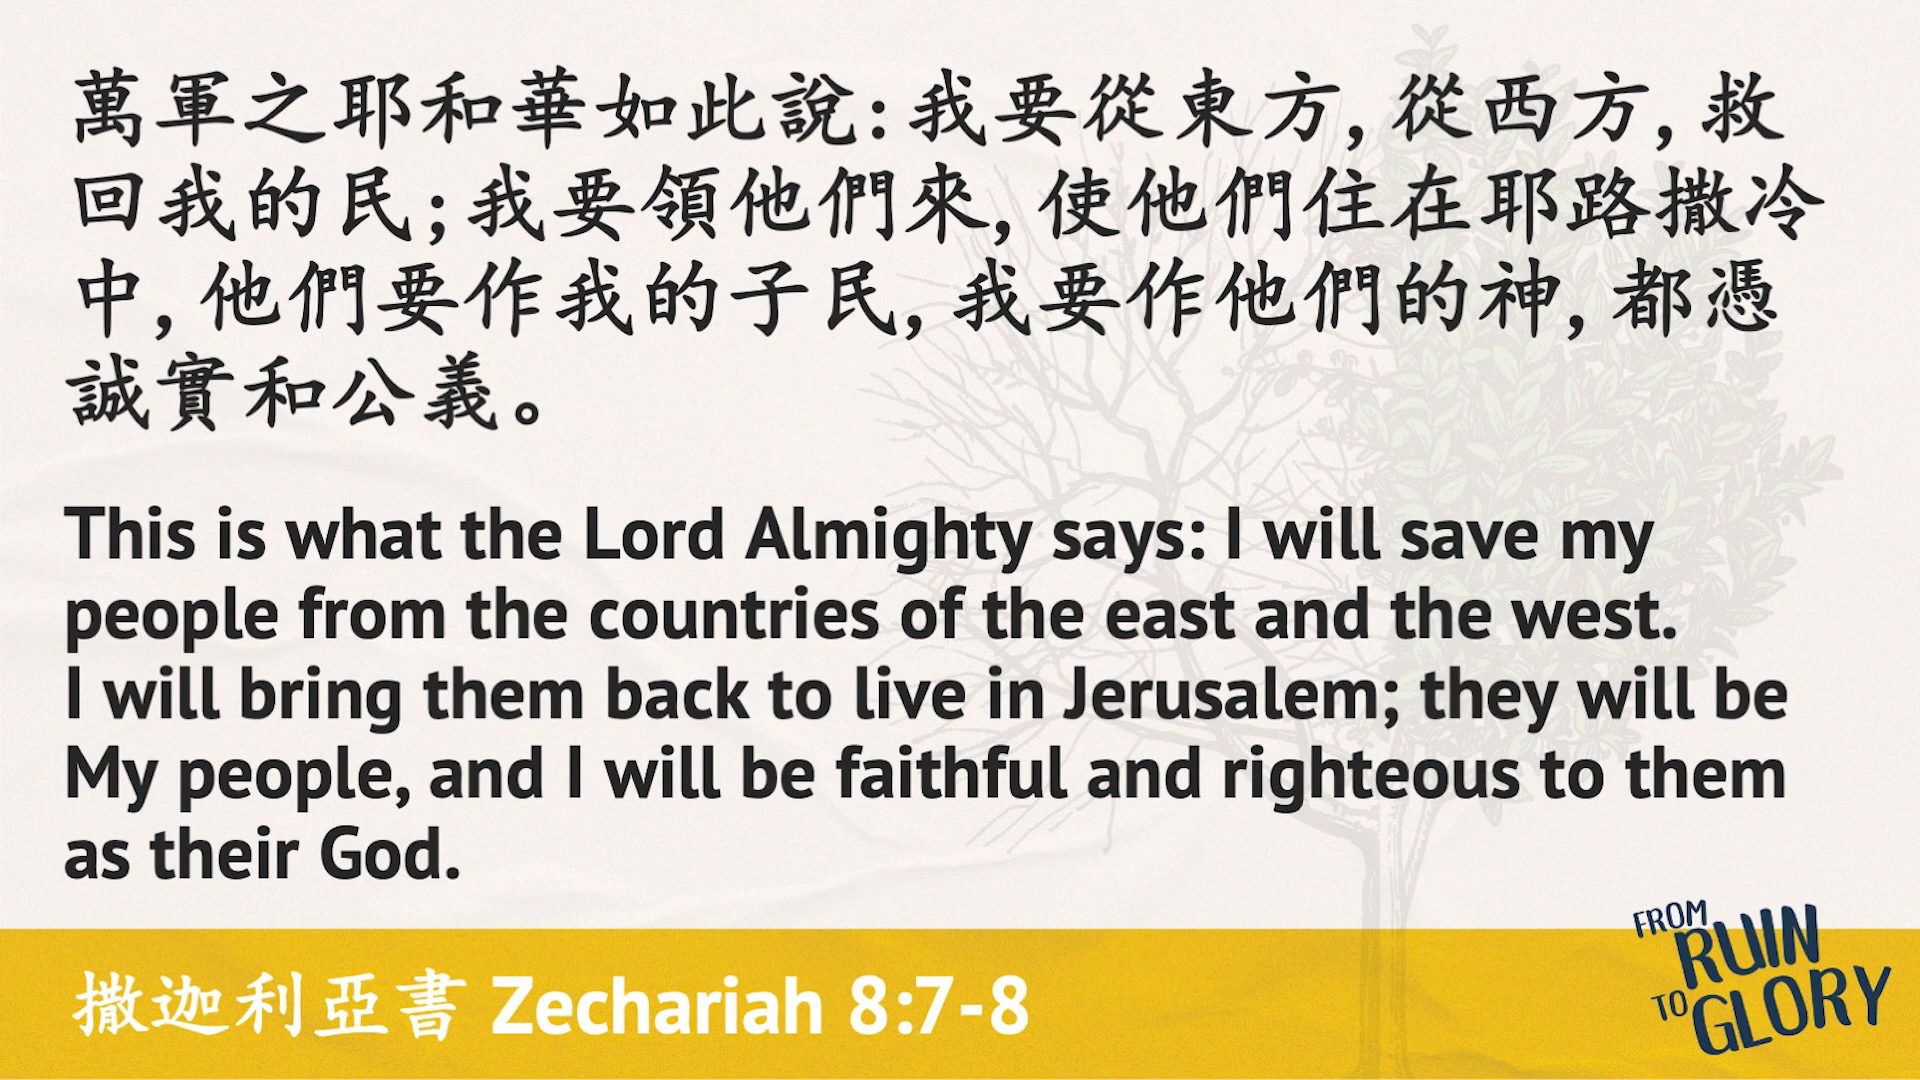 萬軍之耶和華如此說:我要從東方,從西方,救
回我的民;我要領他們來,使他們住在耶路撒冷
中,他們要作我的子民,我要作他們的神,都憑
誠實和公義。
This is what the Lord Almighty says: I will save my
people from the countries of the east and the west.
I will bring them back to live in Jerusalem; they will be
My people, and I will be faithful and righteous to them
as their God.
撒迦利亞書 Zechariah 8:7-8
FROM
RUIN
TO GLORY